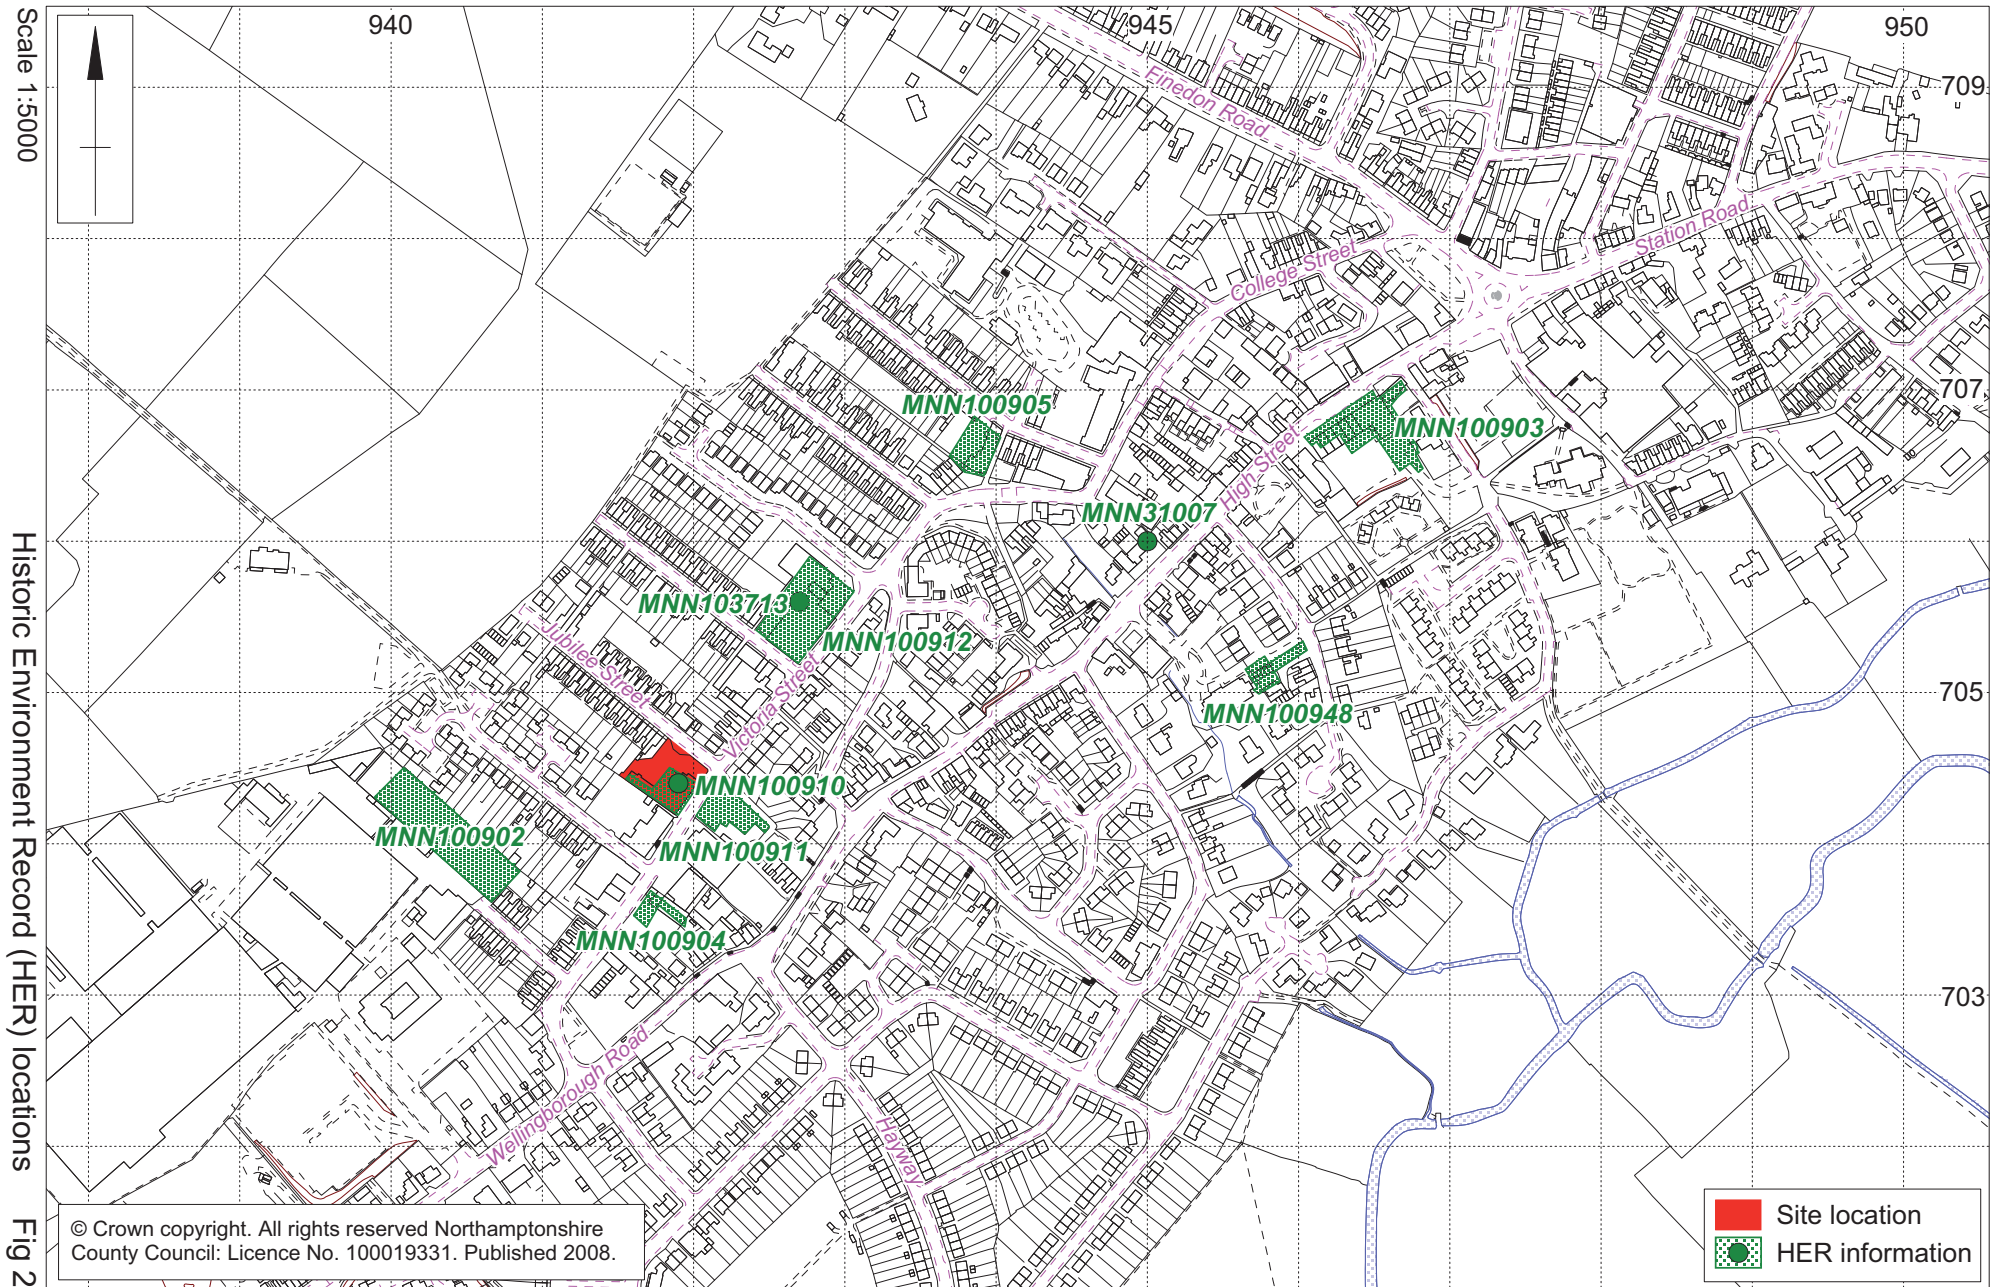 940
945
950
709
707
705
703
Scale 1:5000
Finedon Road
Station Road
College Street
MNN100905
MNN100903
High Street
MNN31007
MNN103713
MNN100912
Jubilee Street
Victoria Street
MNN100948
MNN100910
MNN100902
MNN100911
MNN100904
Wellingborough Road
Hayway
Historic Environment Record (HER) locations Fig 2
© Crown copyright. All rights reserved Northamptonshire
County Council: Licence No. 100019331. Published 2008.
Site location
HER information